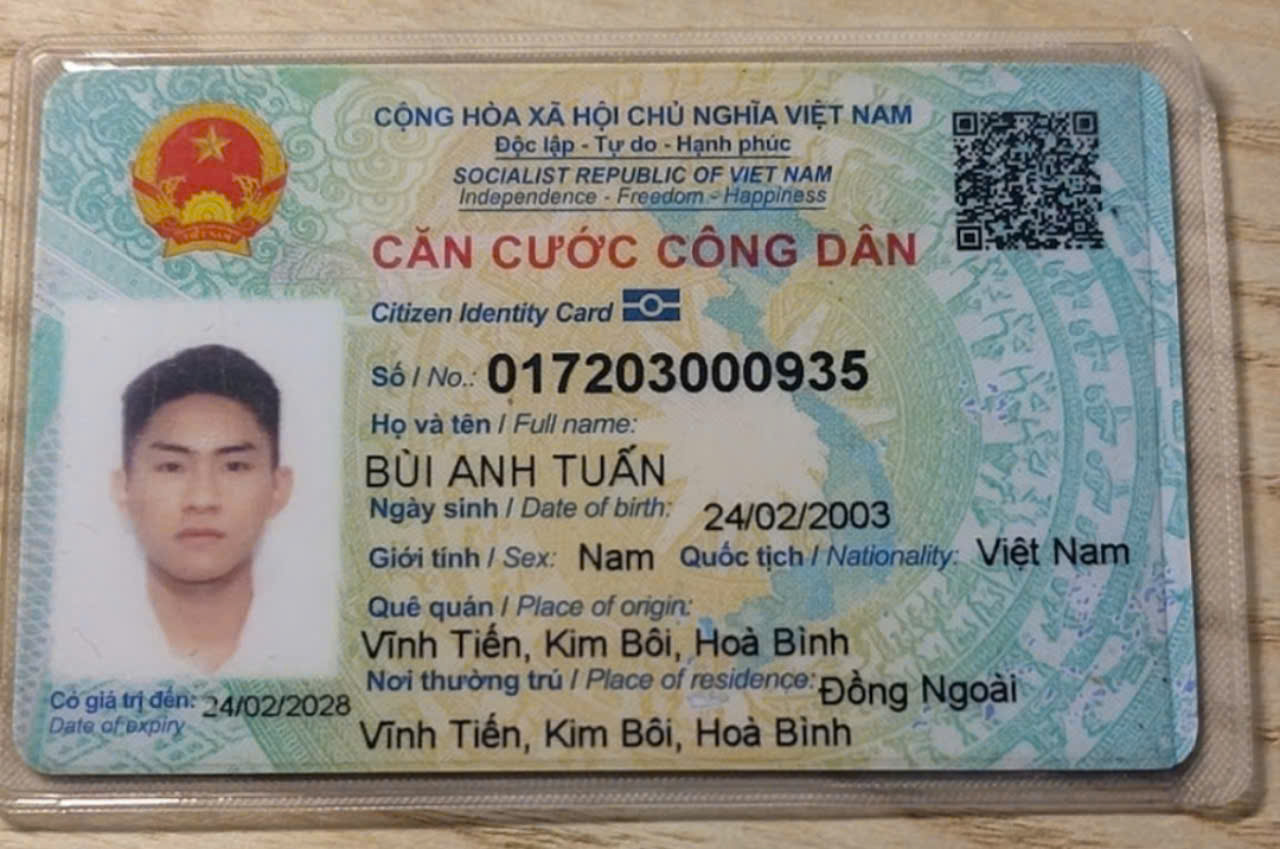 CỘNG HÒA XÃ HỘI CHỦ NGHĨA VIỆT NAM
Độc lập - Tự do - Hạnh phúc
SOCIALIST REPUBLIC OF VIET NAM
Independence - Freedom - Happiness
CĂN CƯỚC CÔNG DÂN
Citizen Identity Card
Số / No.: 017203000935
Họ và tên / Full name:
BÙI ANH TUẤN
Ngày sinh / Date of birth: 24/02/2003
Giới tính / Sex: Nam Quốc tịch / Nationality: Việt Nam
Quê quán / Place of origin:
Vĩnh Tiến, Kim Bôi, Hoà Bình
Nơi thường trú / Place of residence: Đồng Ngoài
Vĩnh Tiến, Kim Bôi, Hoà Bình
Có giá trị đến: 24/02/2028
Date of expiry